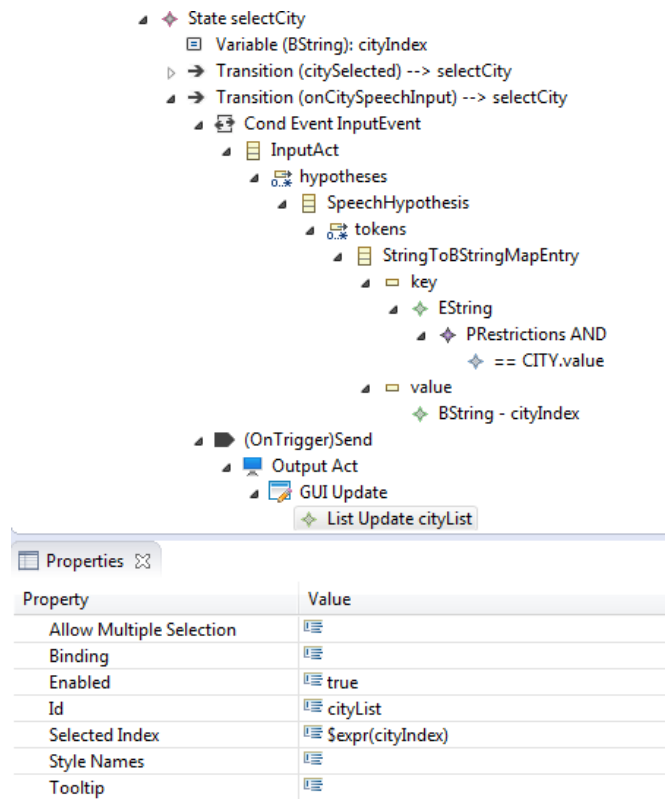 State selectCity
Variable (BString): cityIndex
Transition (citySelected) --> selectCity
Transition (onCitySpeechInput) --> selectCity
Cond Event InputEvent
InputAct
0..* hypotheses
SpeechHypothesis
0..* tokens
StringToBStringMapEntry
key
EString
PRestrictions AND
== CITY.value
value
BString - cityIndex
(OnTrigger)Send
Output Act
GUI Update
List Update cityList
Properties
Property Value
Allow Multiple Selection
Binding
Enabled true
Id cityList
Selected Index $expr(cityIndex)
Style Names
Tooltip